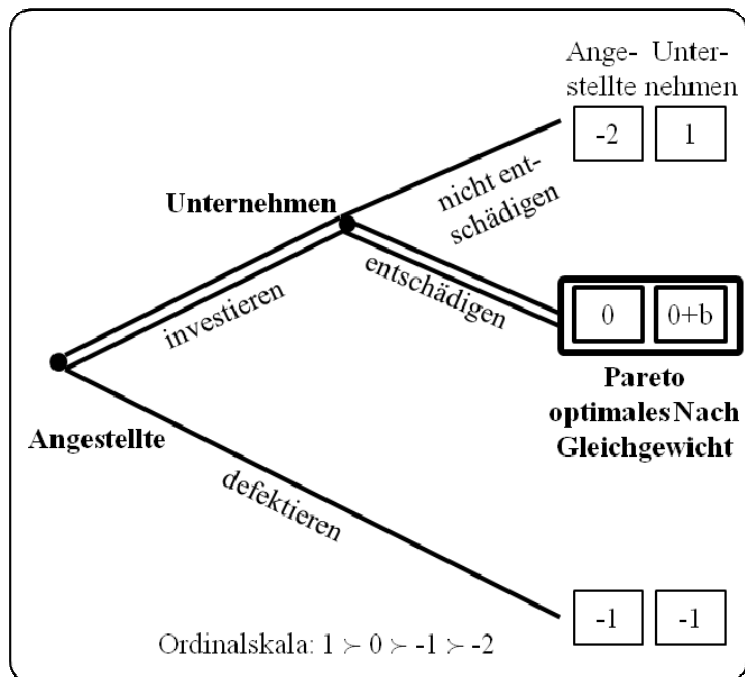 Ange- Unter-
stellte nehmen
-2 1
nicht ent-
schädigen
Unternehmen
entschädigen
investieren
0 0+b
Pareto
optimales Nach
Gleichgewicht
Angestellte
defektieren
-1 -1
Ordinalskala: 1 ≻ 0 ≻ -1 ≻ -2